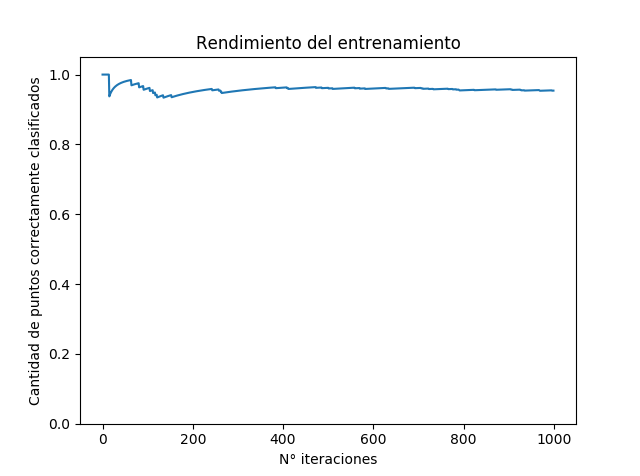 Rendimiento del entrenamiento
Cantidad de puntos correctamente clasificados
1.0
0.8
0.6
0.4
0.2
0.0
0 200 400 600 800 1000
N° iteraciones